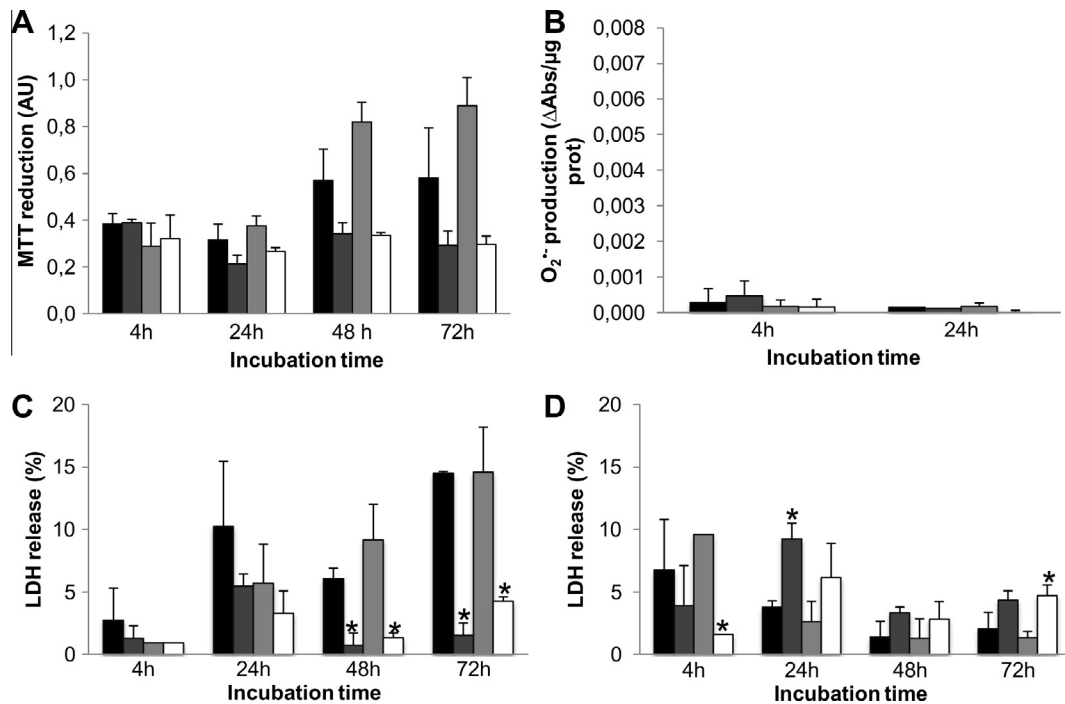 A
MTT reduction (AU)
1,2
1,0
0,8
0,6
0,4
0,2
0,0
4h
24h
48 h
72h
Incubation time
B
O₂•- production (ΔAbs/µg
prot)
0,008
0,007
0,006
0,005
0,004
0,003
0,002
0,001
0,000
4h
24h
Incubation time
C
LDH release (%)
20
15
10
5
0
*
*
*
*
4h
24h
48h
72h
Incubation time
D
LDH release (%)
20
15
10
5
0
*
*
*
4h
24h
48h
72h
Incubation time